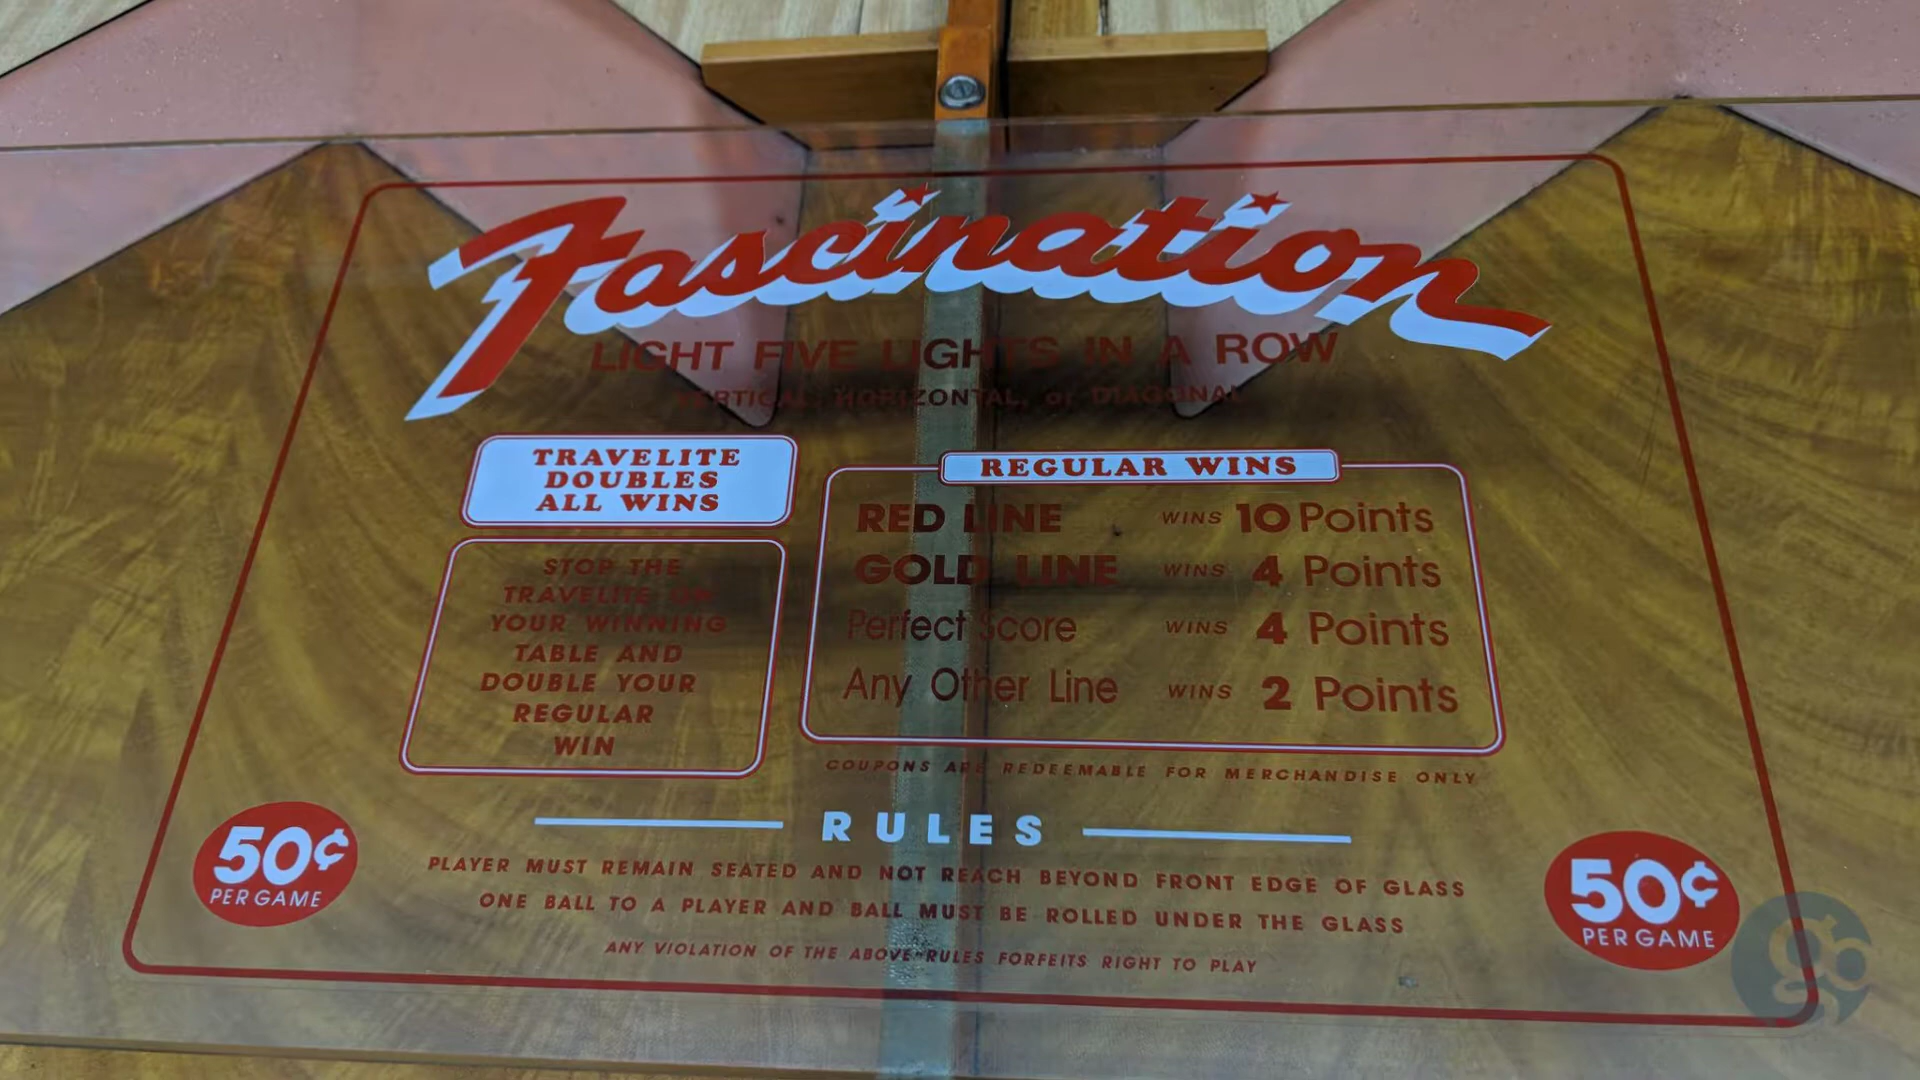 Fascination
LIGHT FIVE LIGHTS IN A ROW
VERTICAL, HORIZONTAL, or DIAGONAL
TRAVELITE
DOUBLES
ALL WINS
STOP THE
TRAVELITE ON
YOUR WINNING
TABLE AND
DOUBLE YOUR
REGULAR
WIN
REGULAR WINS
RED LINE WINS 10 Points
GOLD LINE WINS 4 Points
Perfect Score WINS 4 Points
Any Other Line WINS 2 Points
COUPONS ARE REDEEMABLE FOR MERCHANDISE ONLY
RULES
PLAYER MUST REMAIN SEATED AND NOT REACH BEYOND FRONT EDGE OF GLASS
ONE BALL TO A PLAYER AND BALL MUST BE ROLLED UNDER THE GLASS
ANY VIOLATION OF THE ABOVE RULES FORFEITS RIGHT TO PLAY
50¢
PER GAME
50¢
PER GAME